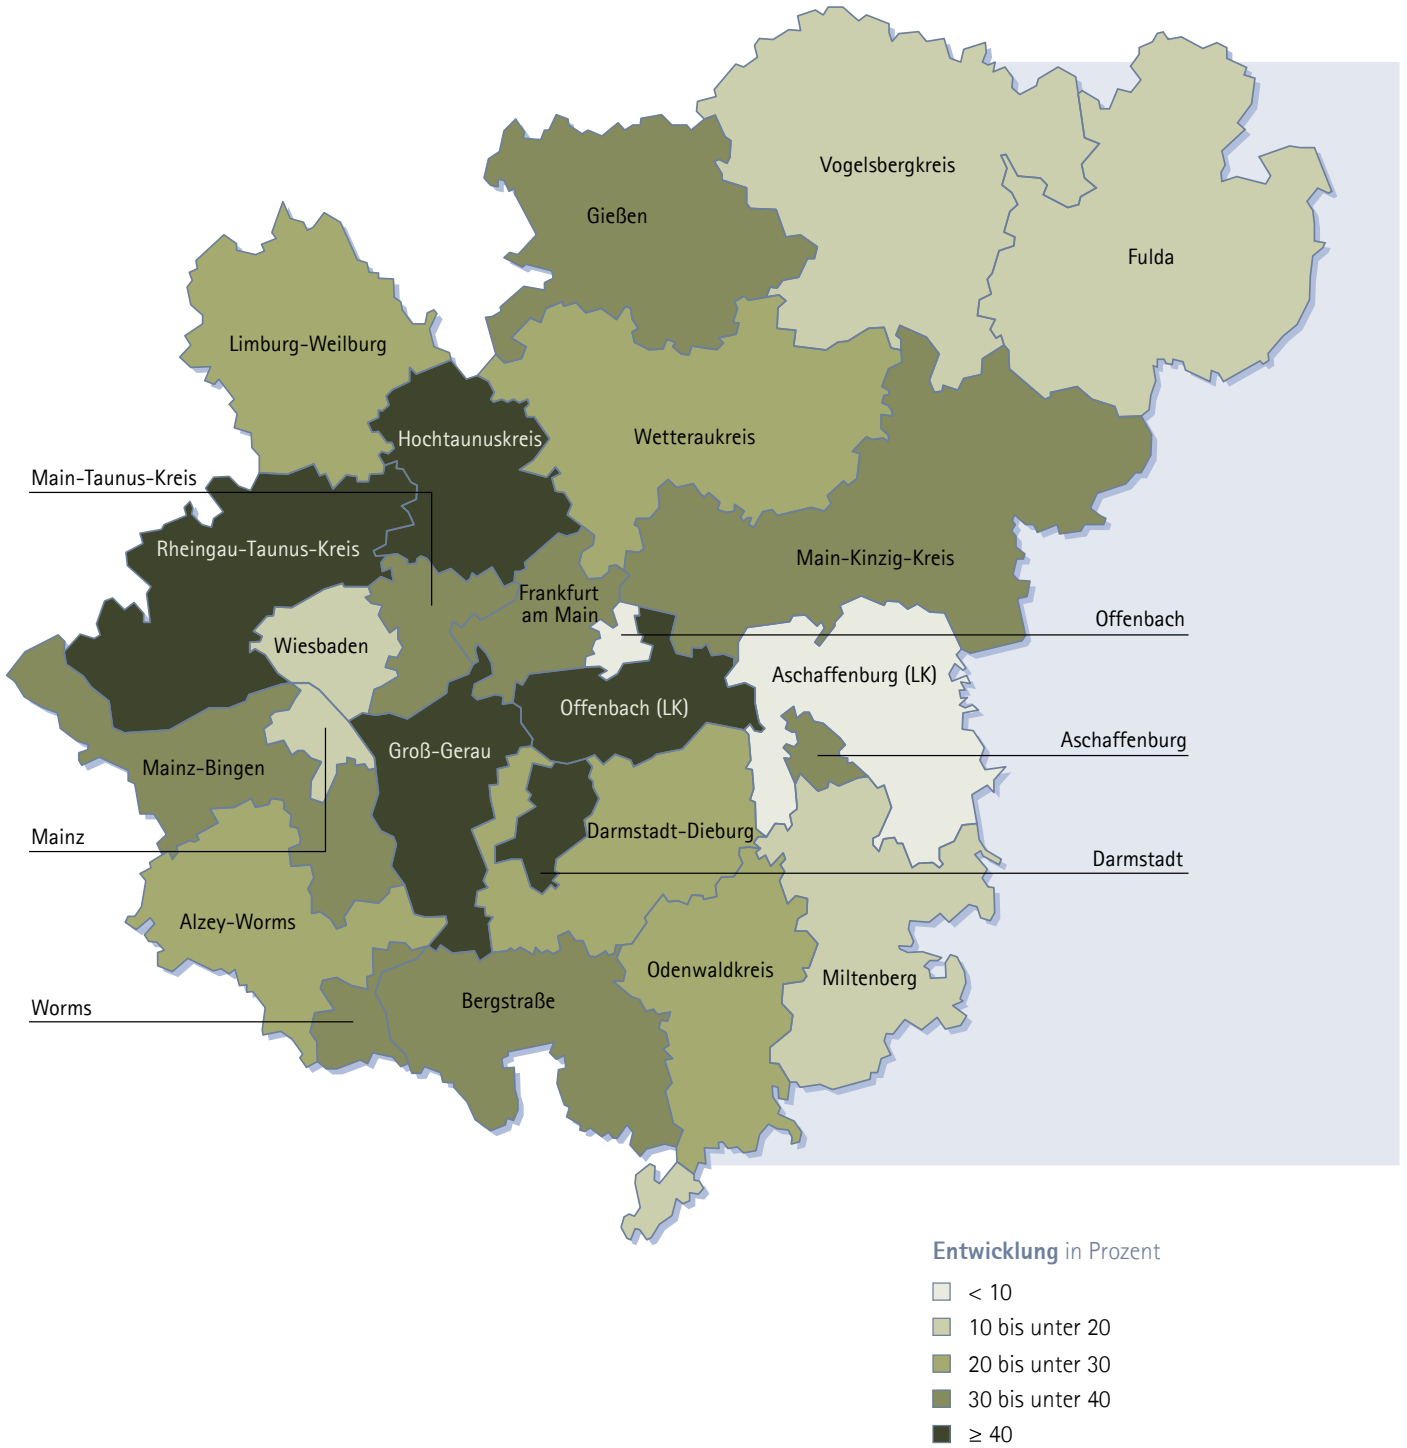 Vogelsbergkreis
Gießen
Fulda
Limburg-Weilburg
Hochtaunuskreis
Wetteraukreis
Main-Taunus-Kreis
Rheingau-Taunus-Kreis
Main-Kinzig-Kreis
Frankfurt
am Main
Offenbach
Wiesbaden
Aschaffenburg (LK)
Offenbach (LK)
Groß-Gerau
Aschaffenburg
Mainz-Bingen
Mainz
Darmstadt-Dieburg
Darmstadt
Alzey-Worms
Odenwaldkreis
Miltenberg
Worms
Bergstraße
Entwicklung in Prozent
< 10
10 bis unter 20
20 bis unter 30
30 bis unter 40
≥ 40